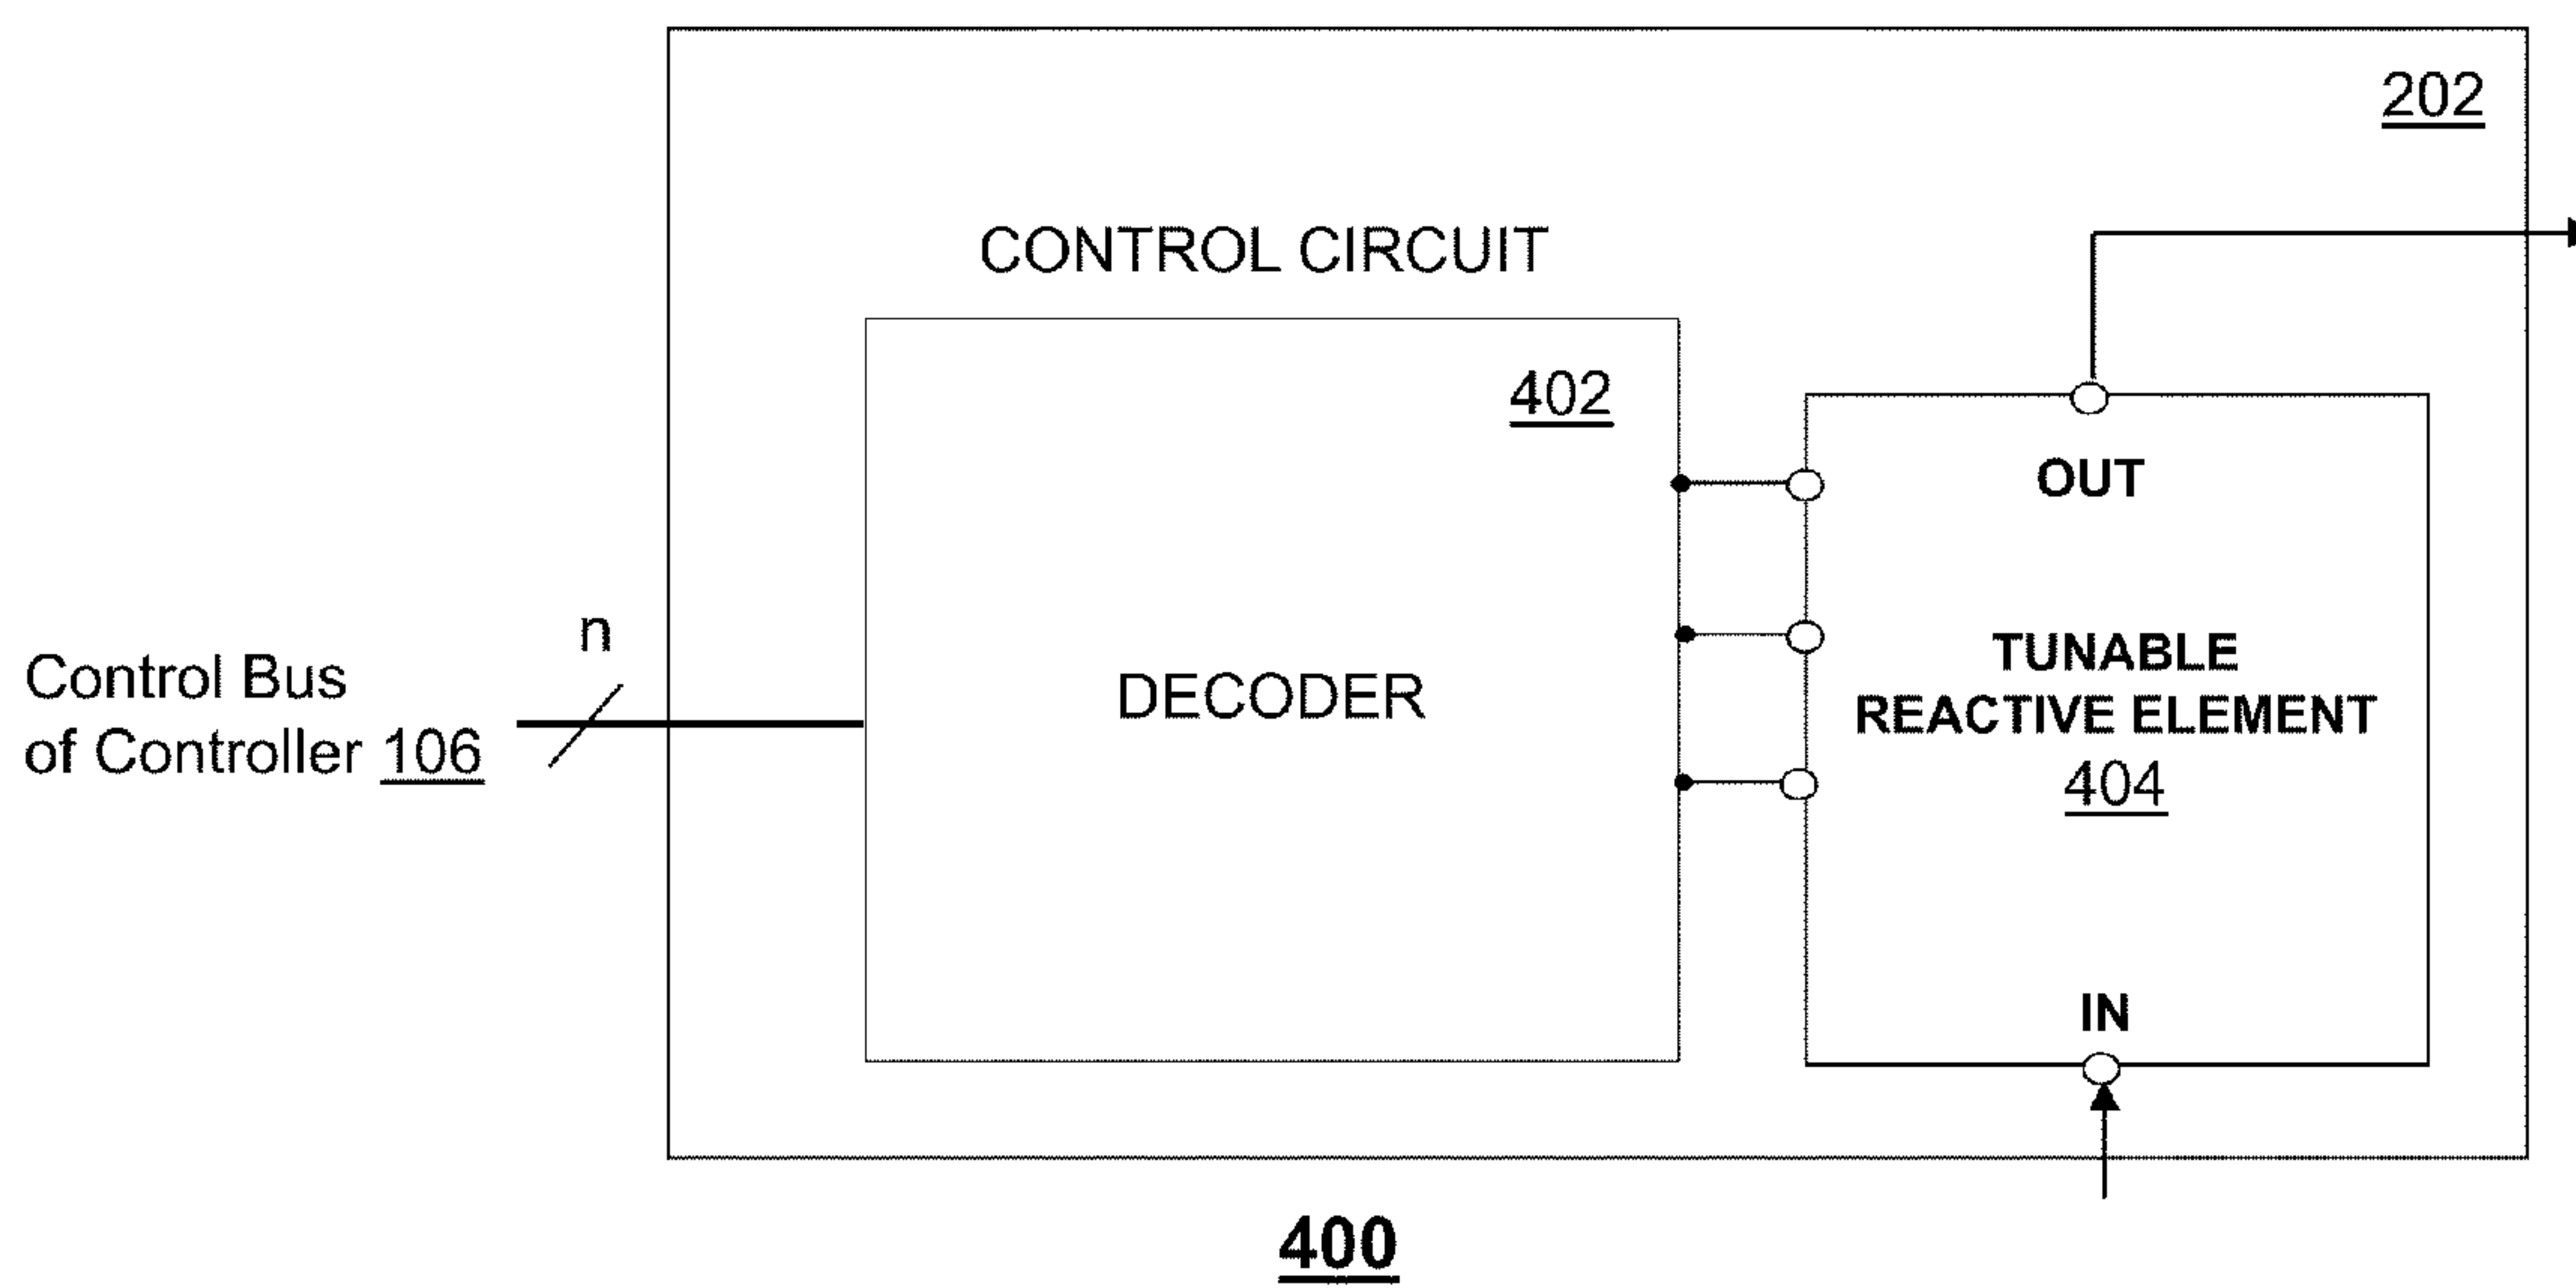 202
CONTROL CIRCUIT
402
OUT
n
Control Bus
of Controller 106
DECODER
TUNABLE
REACTIVE ELEMENT
404
IN
400